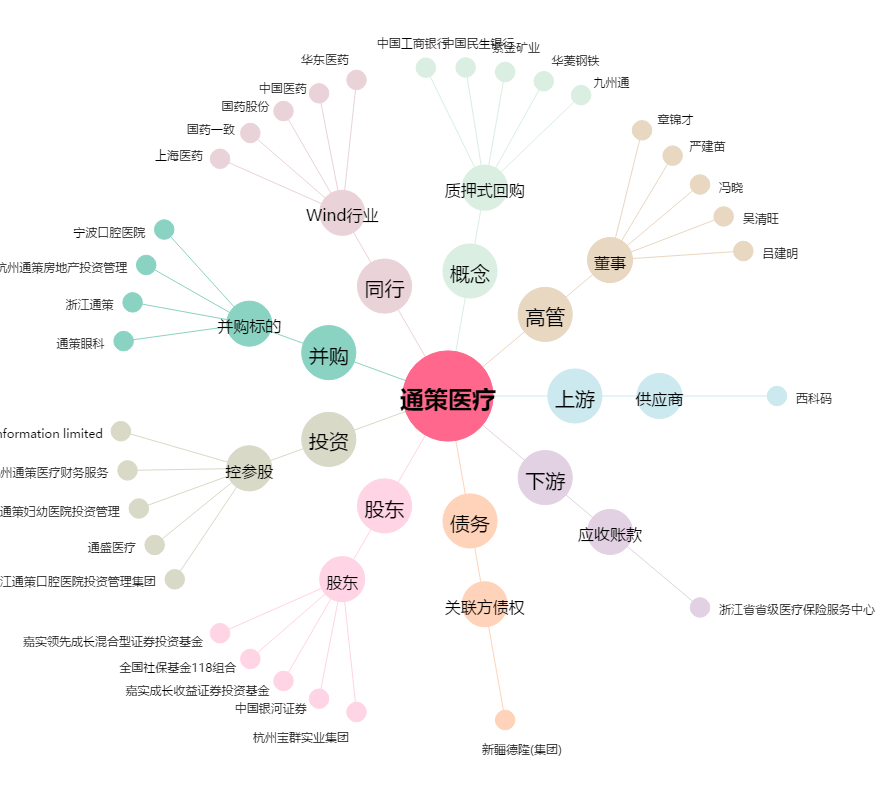 中国工商银行
中国民生银行
紫金矿业
华东医药
华菱钢铁
中国医药
九州通
国药股份
国药一致
章锦才
上海医药
严建苗
质押式回购
冯晓
Wind行业
吴清旺
宁波口腔医院
吕建明
杭州通策房地产投资管理
董事
概念
同行
浙江通策
高管
并购标的
通策眼科
并购
通策医疗
上游
供应商
西科码
nformation limited
投资
控参股
州通策医疗财务服务
下游
通策妇幼医院投资管理
股东
债务
应收账款
通盛医疗
江通策口腔医院投资管理集团
股东
关联方债权
浙江省省级医疗保险服务中心
嘉实领先成长混合型证券投资基金
全国社保基金118组合
嘉实成长收益证券投资基金
中国银河证券
杭州宝群实业集团
新疆德隆(集团)